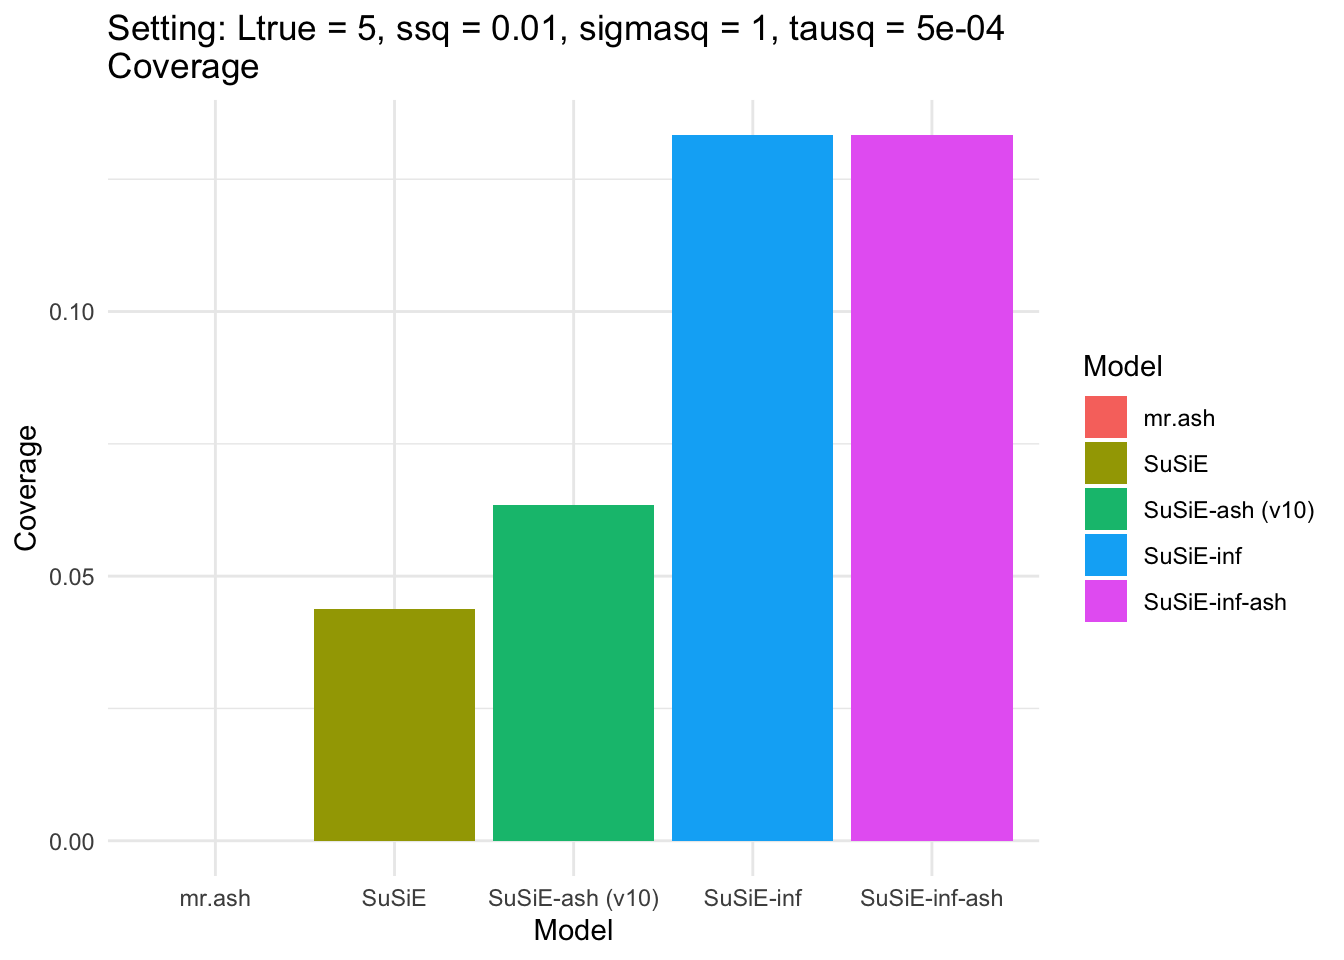 Setting: Ltrue = 5, ssq = 0.01, sigmasq = 1, tausq = 5e-04
Coverage
Coverage
0.10
0.05
0.00
mr.ash
SuSiE
SuSiE-ash (v10)
SuSiE-inf
SuSiE-inf-ash
Model
Model
mr.ash
SuSiE
SuSiE-ash (v10)
SuSiE-inf
SuSiE-inf-ash